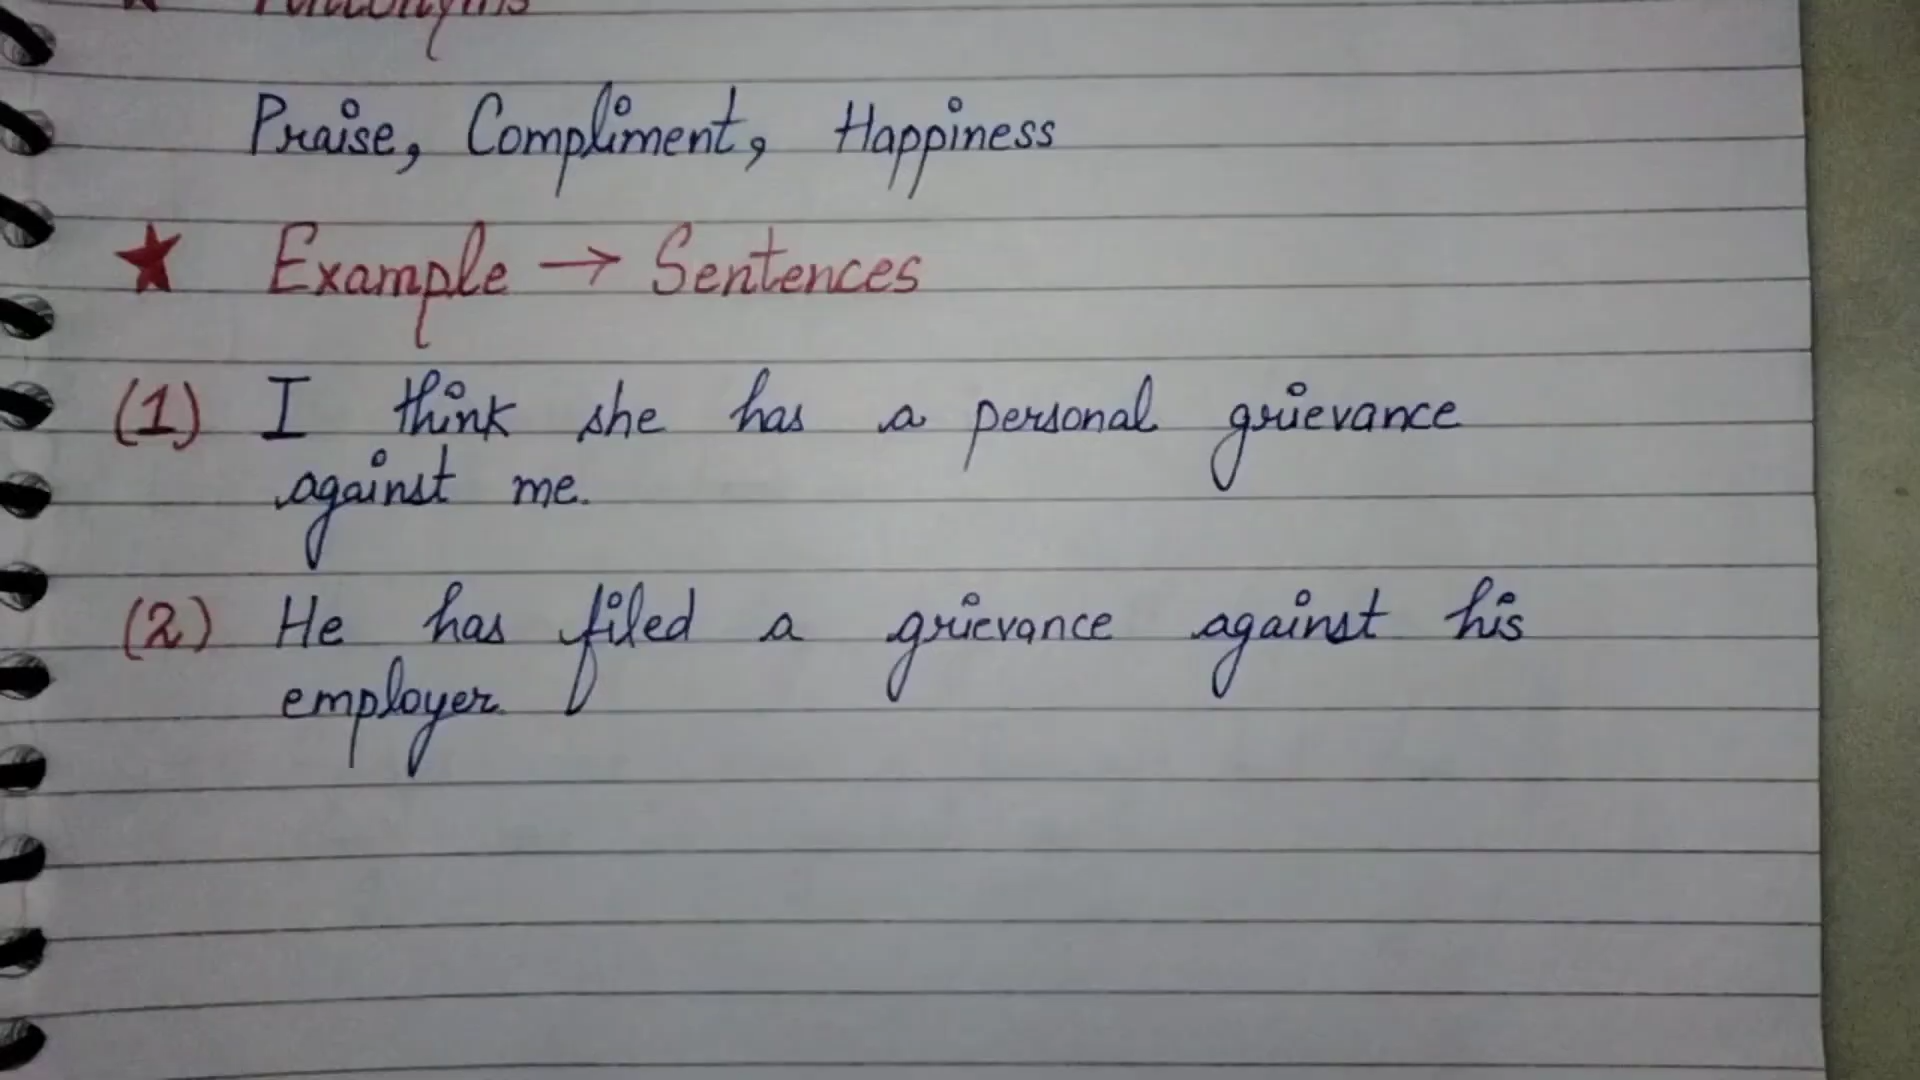 ★ Antonyms
Praise, Compliment, Happiness
★ Example → Sentences
(1) I think she has a personal grievance
against me.
(2) He has filed a grievance against his
employer.